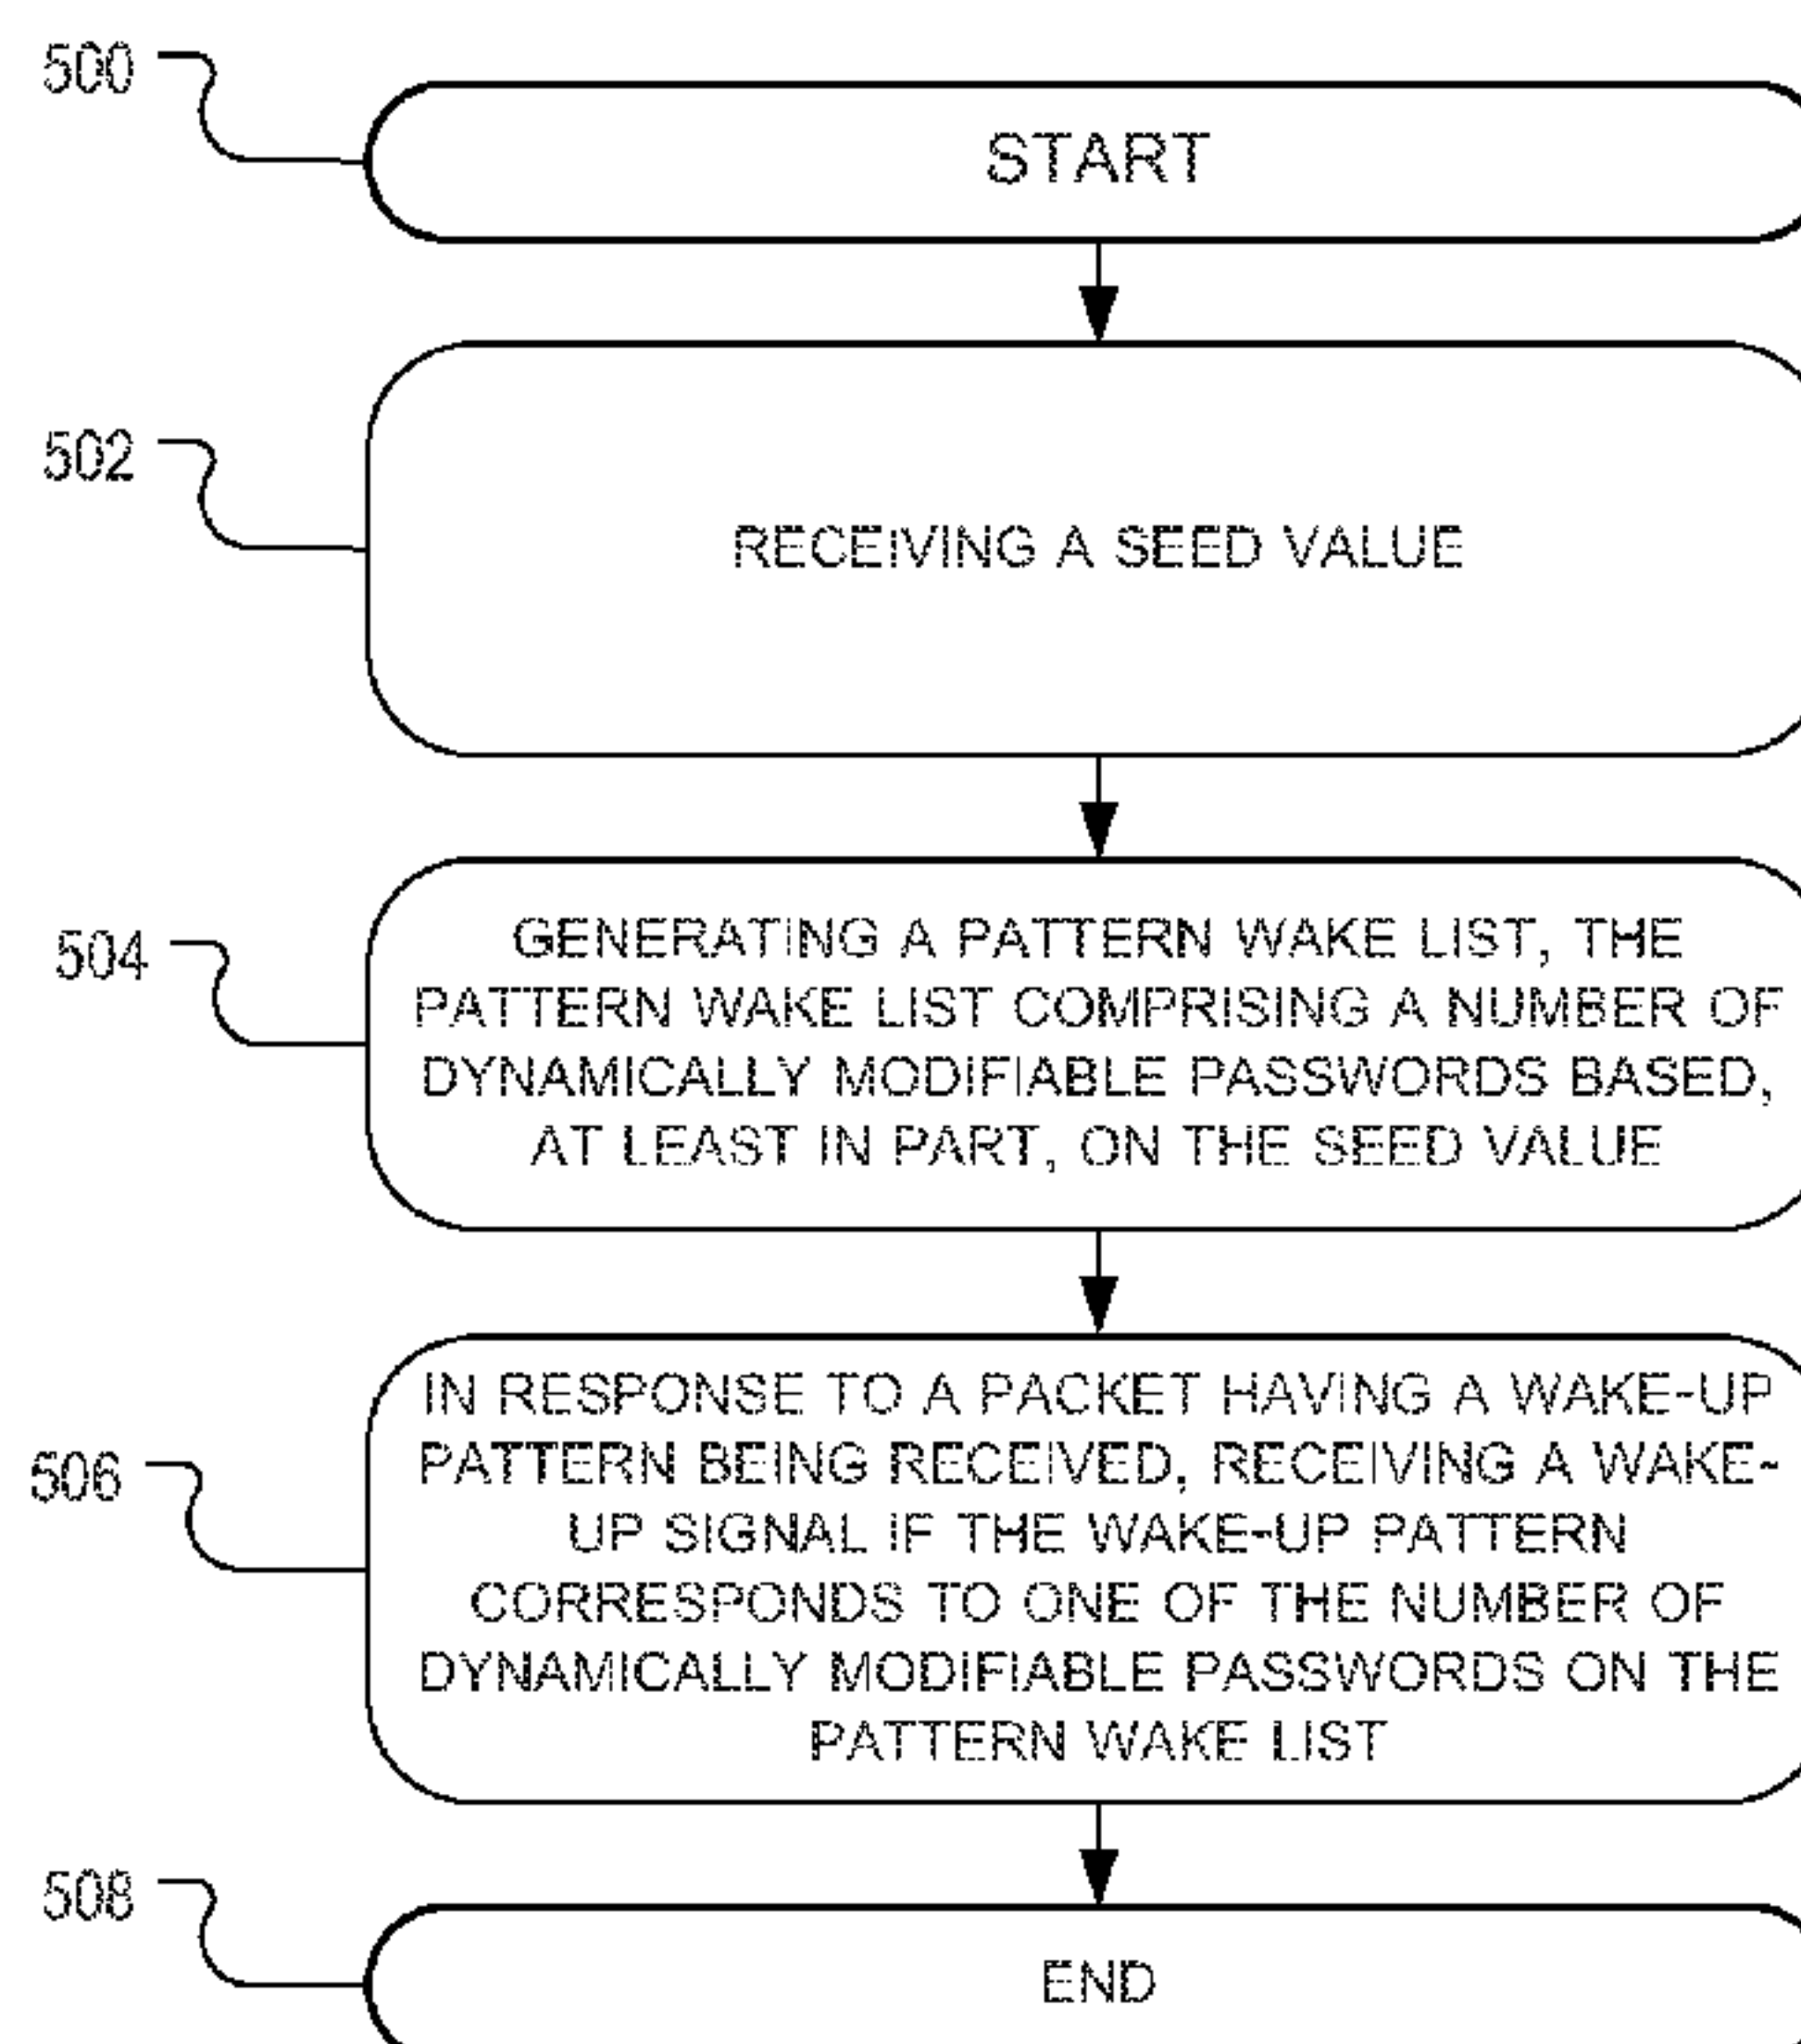 500
START
502
RECEIVING A SEED VALUE
504
GENERATING A PATTERN WAKE LIST, THE
PATTERN WAKE LIST COMPRISING A NUMBER OF
DYNAMICALLY MODIFIABLE PASSWORDS BASED,
AT LEAST IN PART, ON THE SEED VALUE
506
IN RESPONSE TO A PACKET HAVING A WAKE-UP
PATTERN BEING RECEIVED, RECEIVING A WAKE-
UP SIGNAL IF THE WAKE-UP PATTERN
CORRESPONDS TO ONE OF THE NUMBER OF
DYNAMICALLY MODIFIABLE PASSWORDS ON THE
PATTERN WAKE LIST
508
END